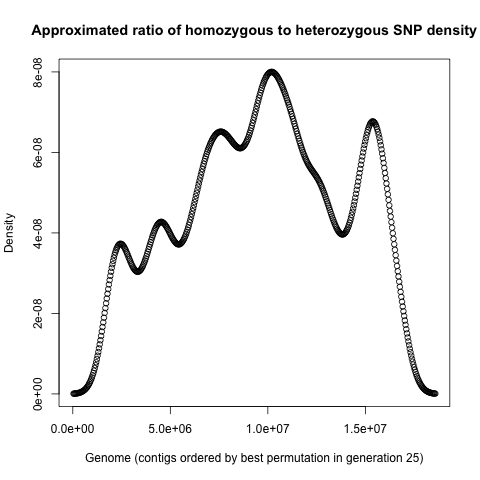 Approximated ratio of homozygous to heterozygous SNP density
8e-08
6e-08
4e-08
2e-08
0e+00
Density
0.0e+00 5.0e+06 1.0e+07 1.5e+07
Genome (contigs ordered by best permutation in generation 25)